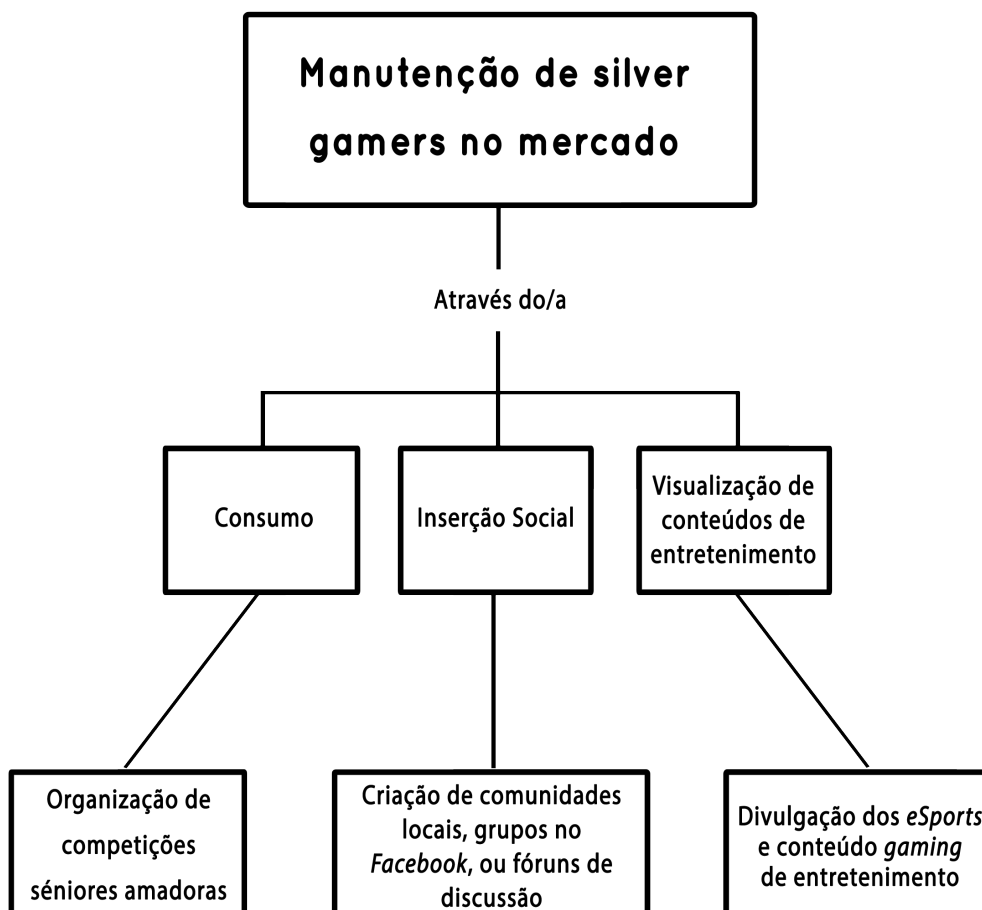 Manutenção de silver
gamers no mercado
Através do/a
Consumo
Inserção Social
Visualização de
conteúdos de
entretenimento
Organização de
competições
séniores amadoras
Criação de comunidades
locais, grupos no
Facebook, ou fóruns de
discussão
Divulgação dos eSports
e conteúdo gaming
de entretenimento